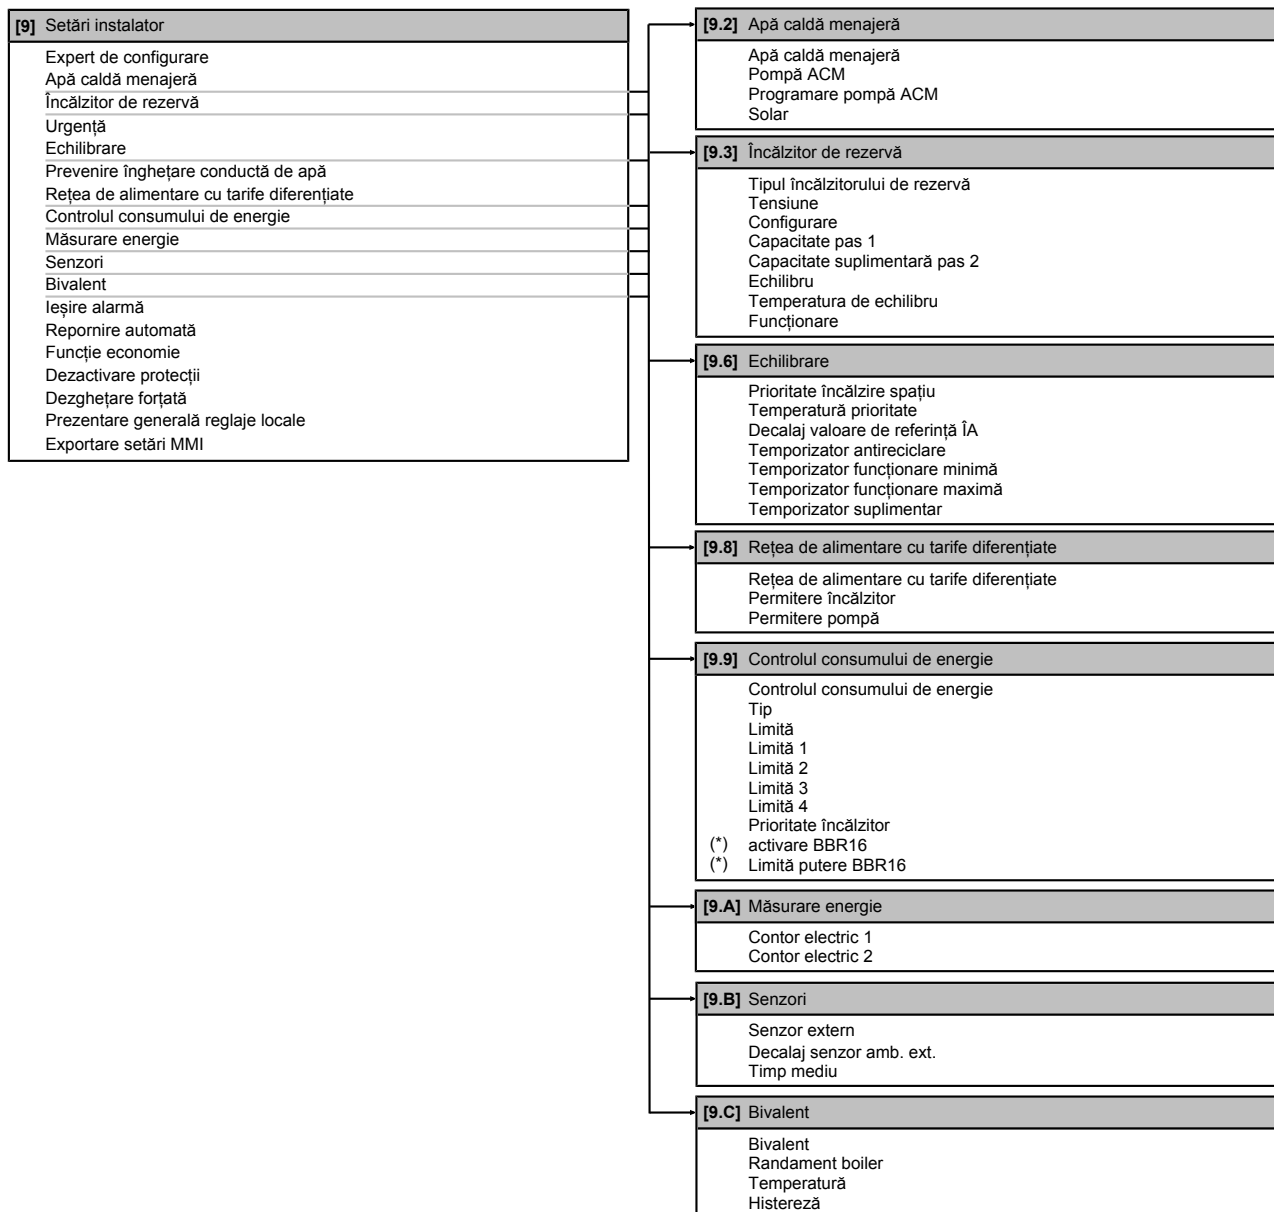 [9] Setări instalator
Expert de configurare
Apă caldă menajeră
Încălzitor de rezervă
Urgență
Echilibrare
Prevenire înghețare conductă de apă
Rețea de alimentare cu tarife diferențiate
Controlul consumului de energie
Măsurare energie
Senzori
Bivalent
Ieșire alarmă
Repornire automată
Funcție economie
Dezactivare protecții
Dezghețare forțată
Prezentare generală reglaje locale
Exportare setări MMI
[9.2] Apă caldă menajeră
Apă caldă menajeră
Pompă ACM
Programare pompă ACM
Solar
[9.3] Încălzitor de rezervă
Tipul încălzitorului de rezervă
Tensiune
Configurare
Capacitate pas 1
Capacitate suplimentară pas 2
Echilibru
Temperatura de echilibru
Funcționare
[9.6] Echilibrare
Prioritate încălzire spațiu
Temperatură prioritate
Decalaj valoare de referință ÎA
Temporizator antireciclare
Temporizator funcționare minimă
Temporizator funcționare maximă
Temporizator suplimentar
[9.8] Rețea de alimentare cu tarife diferențiate
Rețea de alimentare cu tarife diferențiate
Permitere încălzitor
Permitere pompă
[9.9] Controlul consumului de energie
Controlul consumului de energie
Tip
Limită
Limită 1
Limită 2
Limită 3
Limită 4
Prioritate încălzitor
(*) activare BBR16
(*) Limită putere BBR16
[9.A] Măsurare energie
Contor electric 1
Contor electric 2
[9.B] Senzori
Senzor extern
Decalaj senzor amb. ext.
Timp mediu
[9.C] Bivalent
Bivalent
Randament boiler
Temperatură
Histereză